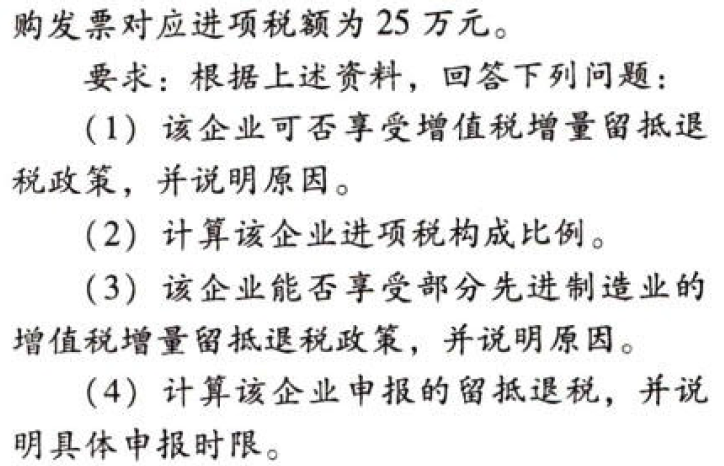 购发票对应进项税额为 25 万元。
要求：根据上述资料，回答下列问题：
（1）该企业可否享受增值税增量留抵退
税政策，并说明原因。
（2）计算该企业进项税构成比例。
（3）该企业能否享受部分先进制造业的
增值税增量留抵退税政策，并说明原因。
（4）计算该企业申报的留抵退税，并说
明具体申报时限。